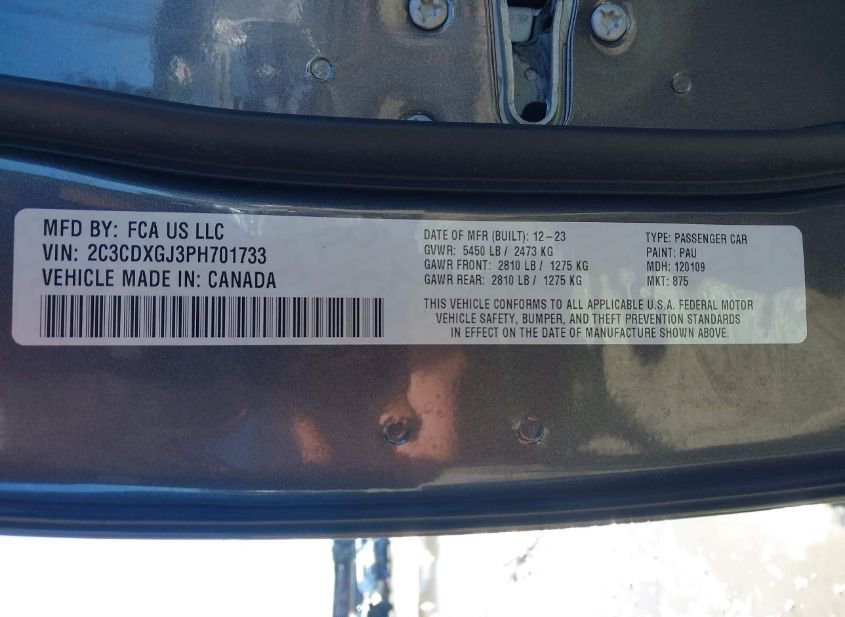 MFD BY: FCA US LLC
VIN: 2C3CDXGJ3PH701733
VEHICLE MADE IN: CANADA
DATE OF MFR (BUILT): 12-23
GVWR: 5450 LB / 2473 KG
GAWR FRONT: 2810 LB / 1275 KG
GAWR REAR: 2810 LB / 1275 KG
TYPE: PASSENGER CAR
PAINT: PAU
MDH: 120109
MKT: 875
THIS VEHICLE CONFORMS TO ALL APPLICABLE U.S.A. FEDERAL MOTOR
VEHICLE SAFETY, BUMPER, AND THEFT PREVENTION STANDARDS
IN EFFECT ON THE DATE OF MANUFACTURE SHOWN ABOVE.